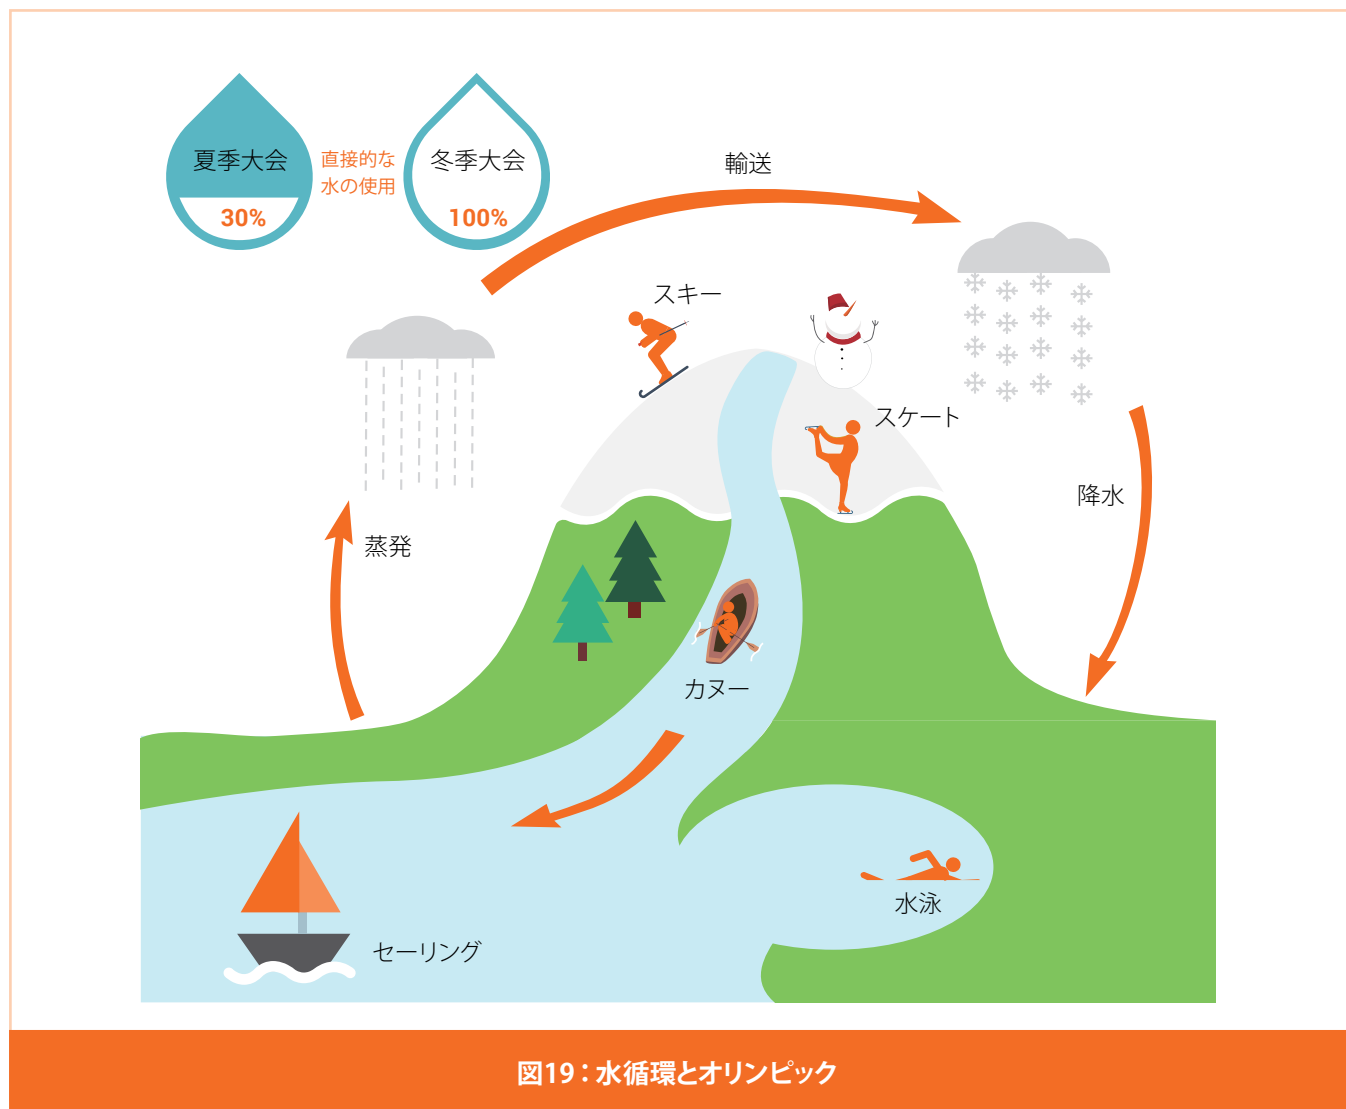 夏季大会
30%
直接的な
水の使用
冬季大会
100%
輸送
スキー
スケート
降水
蒸発
カヌー
水泳
セーリング
図19：水循環とオリンピック